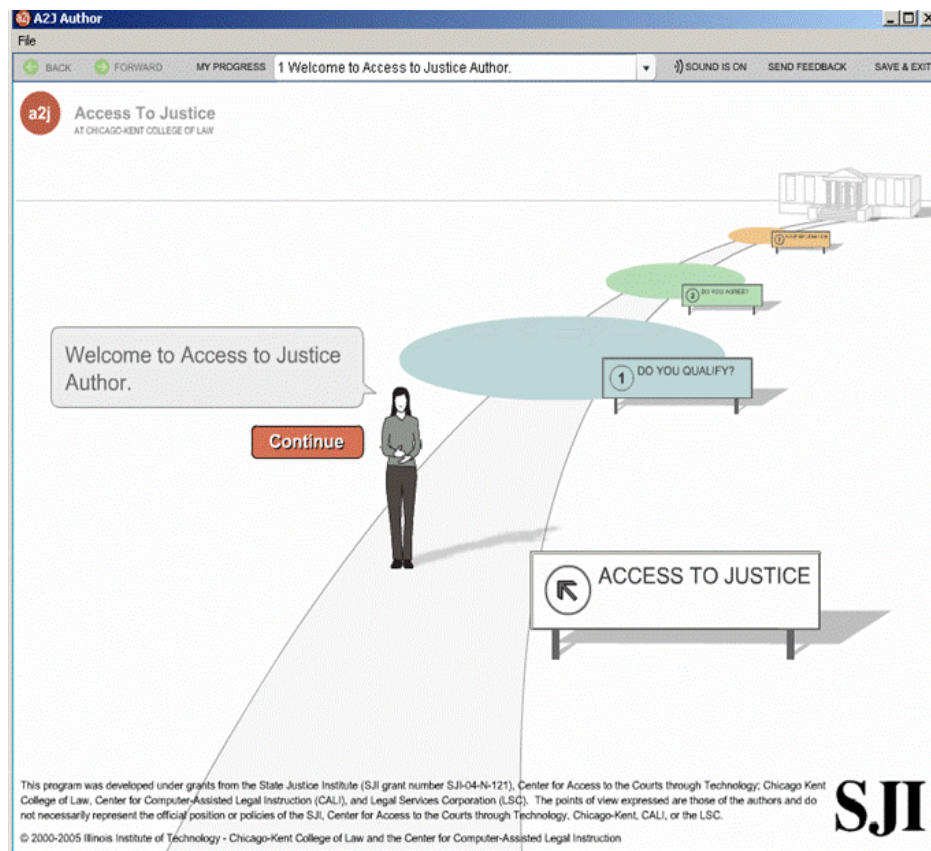 a2j A2J Author
File
BACK FORWARD MY PROGRESS 1 Welcome to Access to Justice Author. SOUND IS ON SEND FEEDBACK SAVE & EXIT
a2j Access To Justice
AT CHICAGO-KENT COLLEGE OF LAW
2 DO YOU AGREE?
Welcome to Access to Justice
Author.
1 DO YOU QUALIFY?
Continue
ACCESS TO JUSTICE
This program was developed under grants from the State Justice Institute (SJI grant number SJI-04-N-121), Center for Access to the Courts through Technology; Chicago Kent
College of Law, Center for Computer-Assisted Legal Instruction (CALI), and Legal Services Corporation (LSC). The points of view expressed are those of the authors and do
not necessarily represent the official position or policies of the SJI, Center for Access to the Courts through Technology, Chicago-Kent, CALI, or the LSC.
SJI
© 2000-2005 Illinois Institute of Technology - Chicago-Kent College of Law and the Center for Computer-Assisted Legal Instruction